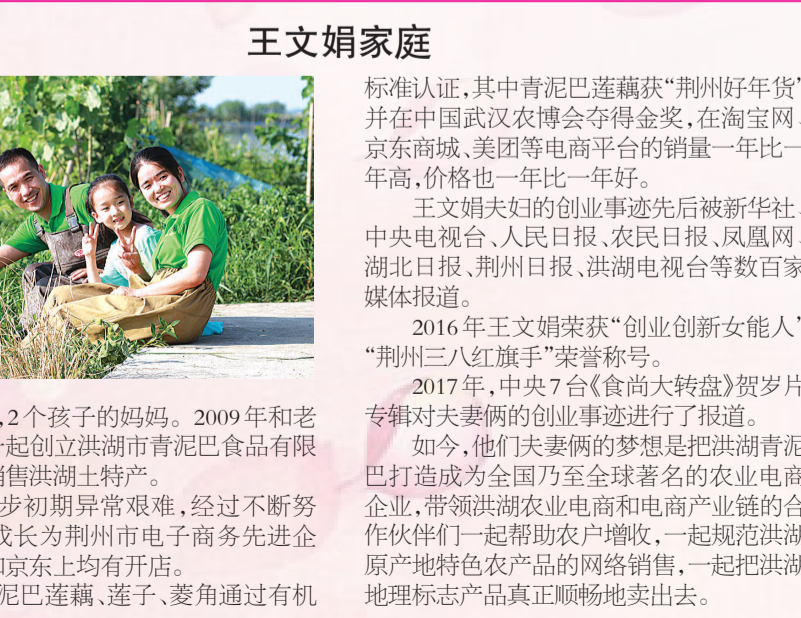 王文娟家庭
,2个孩子的妈妈。2009年和老
一起创立洪湖市青泥巴食品有限
销售洪湖土特产。
步初期异常艰难,经过不断努
成长为荆州市电子商务先进企
和京东上均有开店。
泥巴莲藕、莲子、菱角通过有机
标准认证,其中青泥巴莲藕获“荆州好年货”
并在中国武汉农博会夺得金奖,在淘宝网、
京东商城、美团等电商平台的销量一年比一
年高,价格也一年比一年好。
王文娟夫妇的创业事迹先后被新华社、
中央电视台、人民日报、农民日报、凤凰网、
湖北日报、荆州日报、洪湖电视台等数百家
媒体报道。
2016年王文娟荣获“创业创新女能人”
“荆州三八红旗手”荣誉称号。
2017年,中央7台《食尚大转盘》贺岁片
专辑对夫妻俩的创业事迹进行了报道。
如今,他们夫妻俩的梦想是把洪湖青泥
巴打造成为全国乃至全球著名的农业电商
企业,带领洪湖农业电商和电商产业链的合
作伙伴们一起帮助农户增收,一起规范洪湖
原产地特色农产品的网络销售,一起把洪湖
地理标志产品真正顺畅地卖出去。